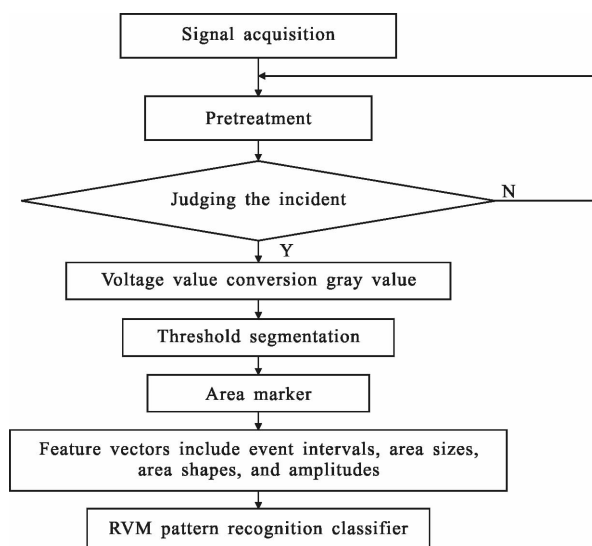 Signal acquisition
Pretreatment
Judging the incident
N
Y
Voltage value conversion gray value
Threshold segmentation
Area marker
Feature vectors include event intervals, area sizes,
area shapes, and amplitudes
RVM pattern recognition classifier